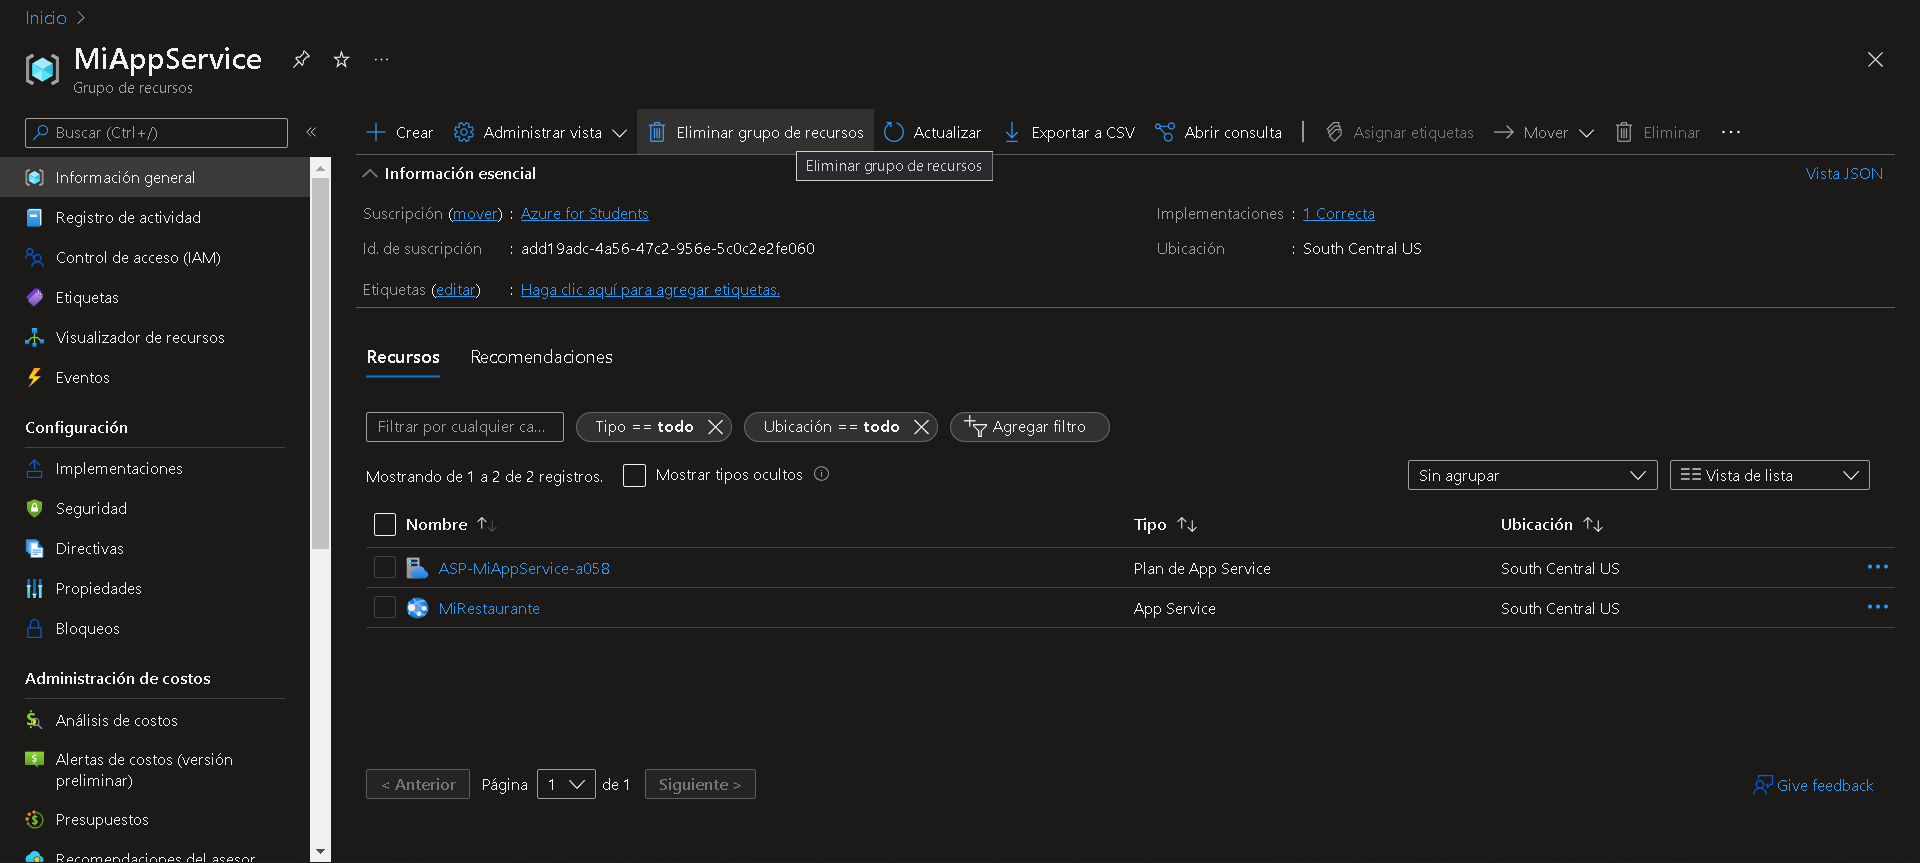 Inicio
MiAppService
Grupo de recursos
Buscar (Ctrl+/)
Crear
Administrar vista
Eliminar grupo de recursos
Actualizar
Exportar a CSV
Abrir consulta
Asignar etiquetas
Mover
Eliminar
Eliminar grupo de recursos
Información general
Registro de actividad
Control de acceso (IAM)
Etiquetas
Visualizador de recursos
Eventos
Configuración
Implementaciones
Seguridad
Directivas
Propiedades
Bloqueos
Administración de costos
Análisis de costos
Alertas de costos (versión
preliminar)
Presupuestos
Recomendaciones del asesor
Información esencial
Vista JSON
Suscripción (mover) : Azure for Students
Implementaciones : 1 Correcta
Id. de suscripción : add19adc-4a56-47c2-956e-5c0c2e2fe060
Ubicación : South Central US
Etiquetas (editar) : Haga clic aquí para agregar etiquetas.
Recursos
Recomendaciones
Filtrar por cualquier ca...
Tipo == todo
Ubicación == todo
Agregar filtro
Mostrando de 1 a 2 de 2 registros.
Mostrar tipos ocultos
Sin agrupar
Vista de lista
Nombre
Tipo
Ubicación
ASP-MiAppService-a058
Plan de App Service
South Central US
MiRestaurante
App Service
South Central US
< Anterior
Página 1 de 1
Siguiente >
Give feedback